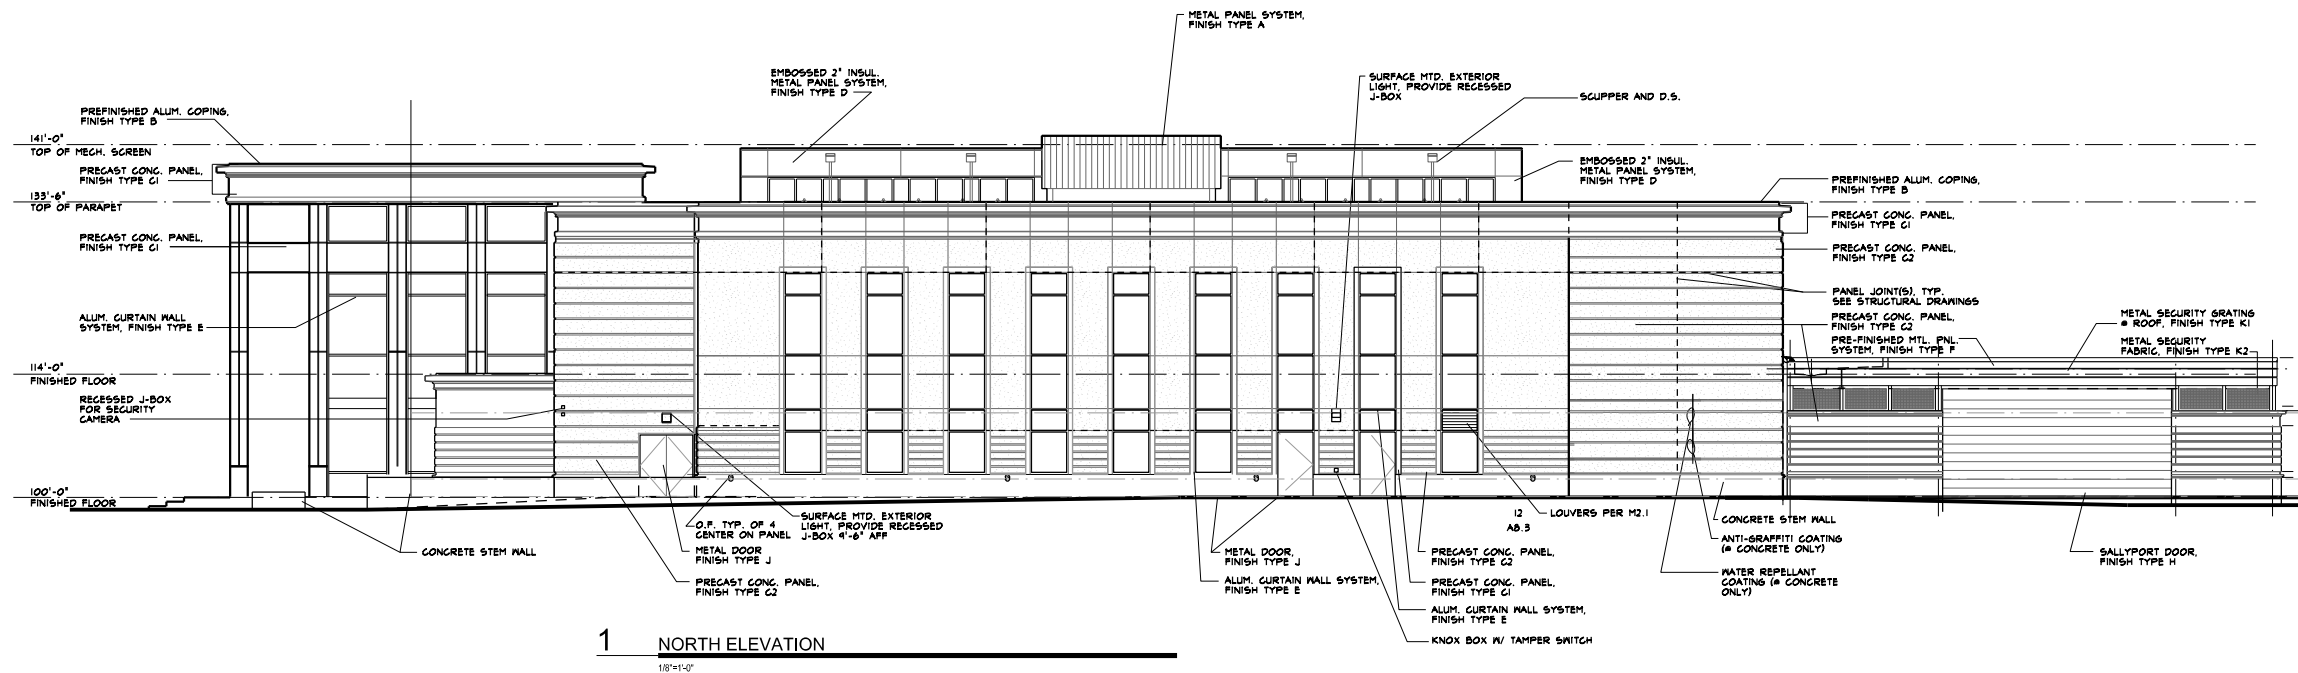 METAL PANEL SYSTEM,
FINISH TYPE A
EMBOSSED 2" INSUL.
METAL PANEL SYSTEM,
FINISH TYPE D
SURFACE MTD. EXTERIOR
LIGHT, PROVIDE RECESSED
J-BOX
SCUPPER AND D.S.
PREFINISHED ALUM. COPING,
FINISH TYPE B
141'-0"
TOP OF MECH. SCREEN
PRECAST CONC. PANEL,
FINISH TYPE C1
133'-6"
TOP OF PARAPET
PRECAST CONC. PANEL,
FINISH TYPE C1
ALUM. CURTAIN WALL
SYSTEM, FINISH TYPE E
114'-0"
FINISHED FLOOR
RECESSED J-BOX
FOR SECURITY
CAMERA
100'-0"
FINISHED FLOOR
EMBOSSED 2" INSUL.
METAL PANEL SYSTEM,
FINISH TYPE D
PREFINISHED ALUM. COPING,
FINISH TYPE B
PRECAST CONC. PANEL,
FINISH TYPE C1
PRECAST CONC. PANEL,
FINISH TYPE C2
PANEL JOINT(S), TYP.
SEE STRUCTURAL DRAWINGS
PRECAST CONC. PANEL,
FINISH TYPE C2
PRE-FINISHED MTL. PNL.
SYSTEM, FINISH TYPE F
METAL SECURITY GRATING
@ ROOF, FINISH TYPE K1
METAL SECURITY
FABRIC, FINISH TYPE K2
CONCRETE STEM WALL
O.F. TYP. OF 4
CENTER ON PANEL
METAL DOOR
FINISH TYPE J
PRECAST CONC. PANEL,
FINISH TYPE C2
SURFACE MTD. EXTERIOR
LIGHT, PROVIDE RECESSED
J-BOX 9'-6" AFF
METAL DOOR,
FINISH TYPE J
ALUM. CURTAIN WALL SYSTEM,
FINISH TYPE E
12
A8.3
LOUVERS PER M2.1
PRECAST CONC. PANEL,
FINISH TYPE C2
PRECAST CONC. PANEL,
FINISH TYPE C1
ALUM. CURTAIN WALL SYSTEM,
FINISH TYPE E
KNOX BOX W/ TAMPER SWITCH
CONCRETE STEM WALL
ANTI-GRAFFITI COATING
(@ CONCRETE ONLY)
WATER REPELLANT
COATING (@ CONCRETE
ONLY)
SALLYPORT DOOR,
FINISH TYPE H
1 NORTH ELEVATION
1/8"=1'-0"